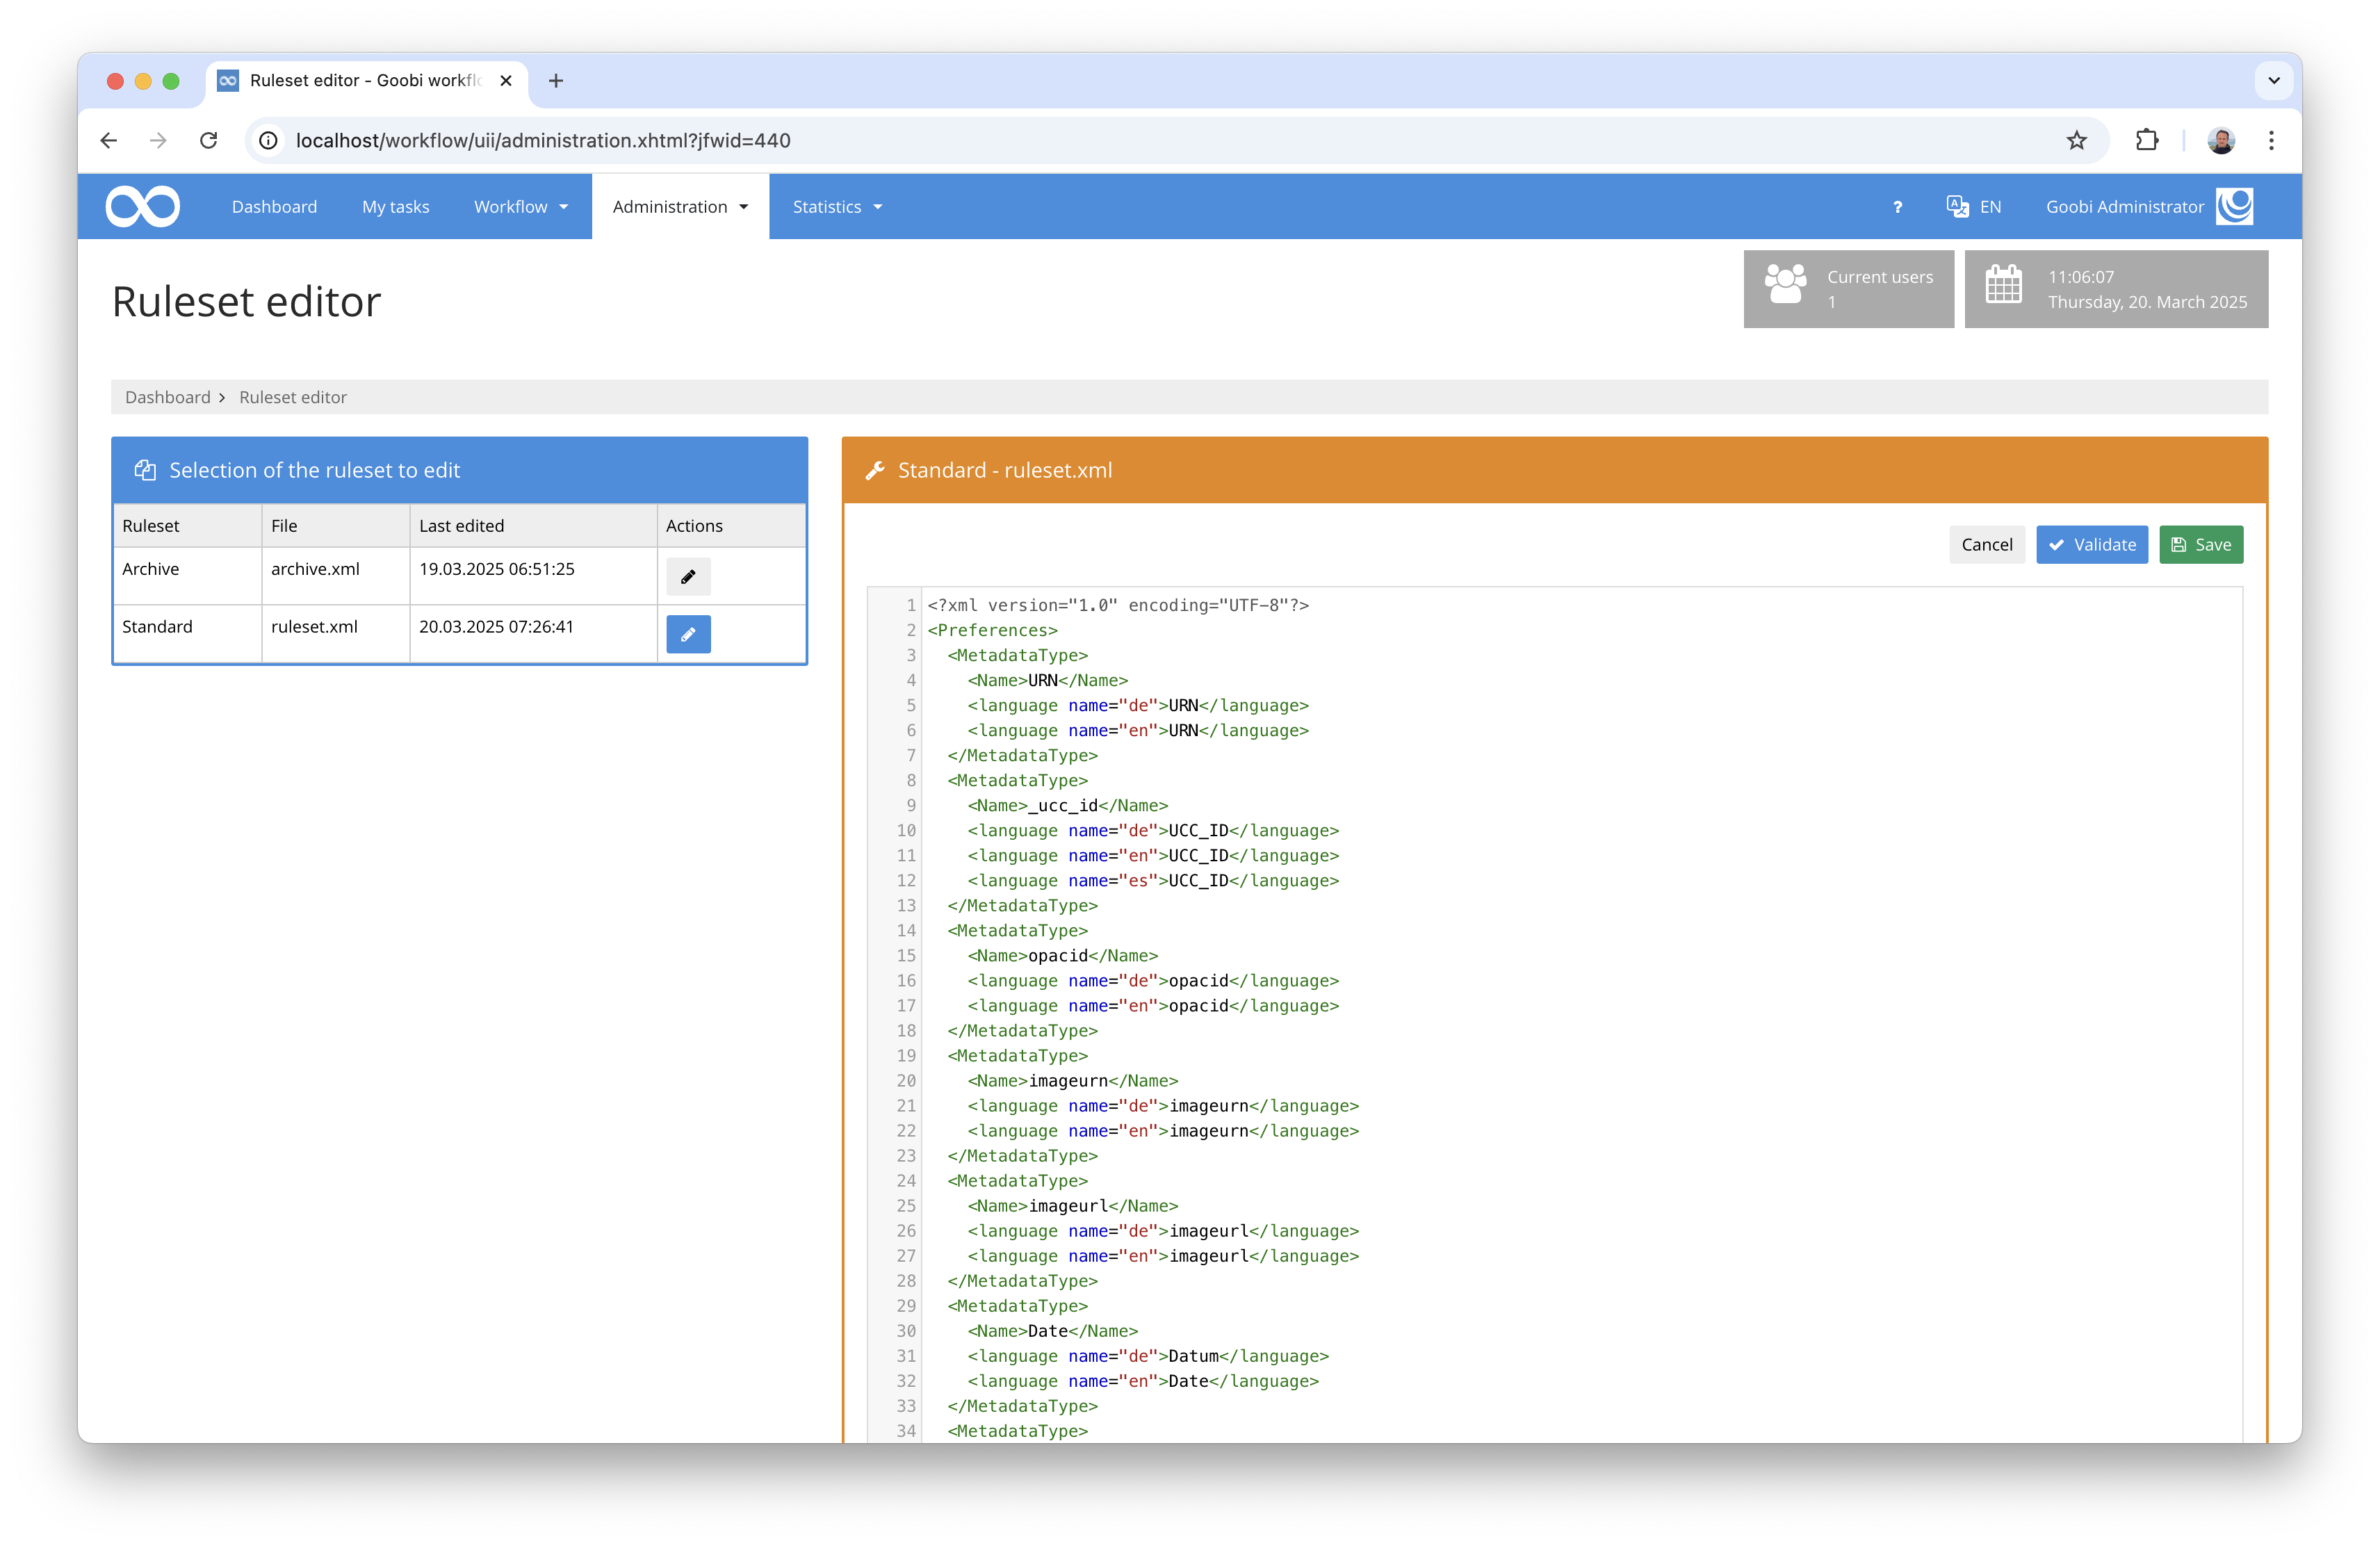 Ruleset editor - Goobi workflo
localhost/workflow/uii/administration.xhtml?jfwid=440
Dashboard My tasks Workflow Administration Statistics ? EN Goobi Administrator
Ruleset editor
Current users
1
11:06:07
Thursday, 20. March 2025
Dashboard > Ruleset editor
Selection of the ruleset to edit
Ruleset File Last edited Actions
Archive archive.xml 19.03.2025 06:51:25
Standard ruleset.xml 20.03.2025 07:26:41
Standard - ruleset.xml
Cancel Validate Save
1 <?xml version="1.0" encoding="UTF-8"?>
2 <Preferences>
3 <MetadataType>
4 <Name>URN</Name>
5 <language name="de">URN</language>
6 <language name="en">URN</language>
7 </MetadataType>
8 <MetadataType>
9 <Name>_ucc_id</Name>
10 <language name="de">UCC_ID</language>
11 <language name="en">UCC_ID</language>
12 <language name="es">UCC_ID</language>
13 </MetadataType>
14 <MetadataType>
15 <Name>opacid</Name>
16 <language name="de">opacid</language>
17 <language name="en">opacid</language>
18 </MetadataType>
19 <MetadataType>
20 <Name>imageurn</Name>
21 <language name="de">imageurn</language>
22 <language name="en">imageurn</language>
23 </MetadataType>
24 <MetadataType>
25 <Name>imageurl</Name>
26 <language name="de">imageurl</language>
27 <language name="en">imageurl</language>
28 </MetadataType>
29 <MetadataType>
30 <Name>Date</Name>
31 <language name="de">Datum</language>
32 <language name="en">Date</language>
33 </MetadataType>
34 <MetadataType>